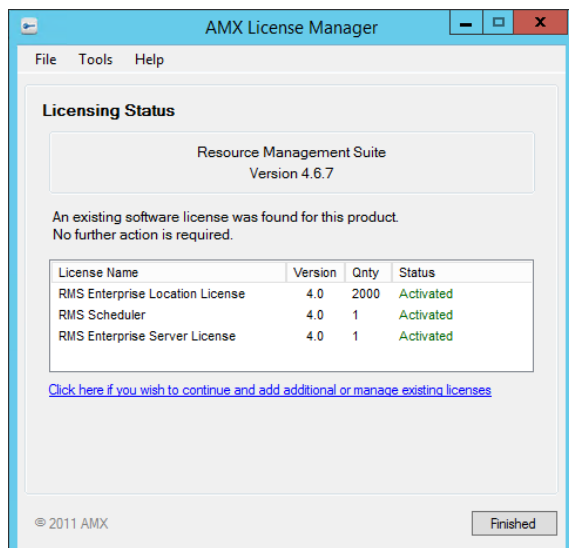 AMX License Manager
File Tools Help
Licensing Status
Resource Management Suite
Version 4.6.7
An existing software license was found for this product.
No further action is required.
License Name Version Qnty Status
RMS Enterprise Location License 4.0 2000 Activated
RMS Scheduler 4.0 1 Activated
RMS Enterprise Server License 4.0 1 Activated
Click here if you wish to continue and add additional or manage existing licenses
© 2011 AMX Finished